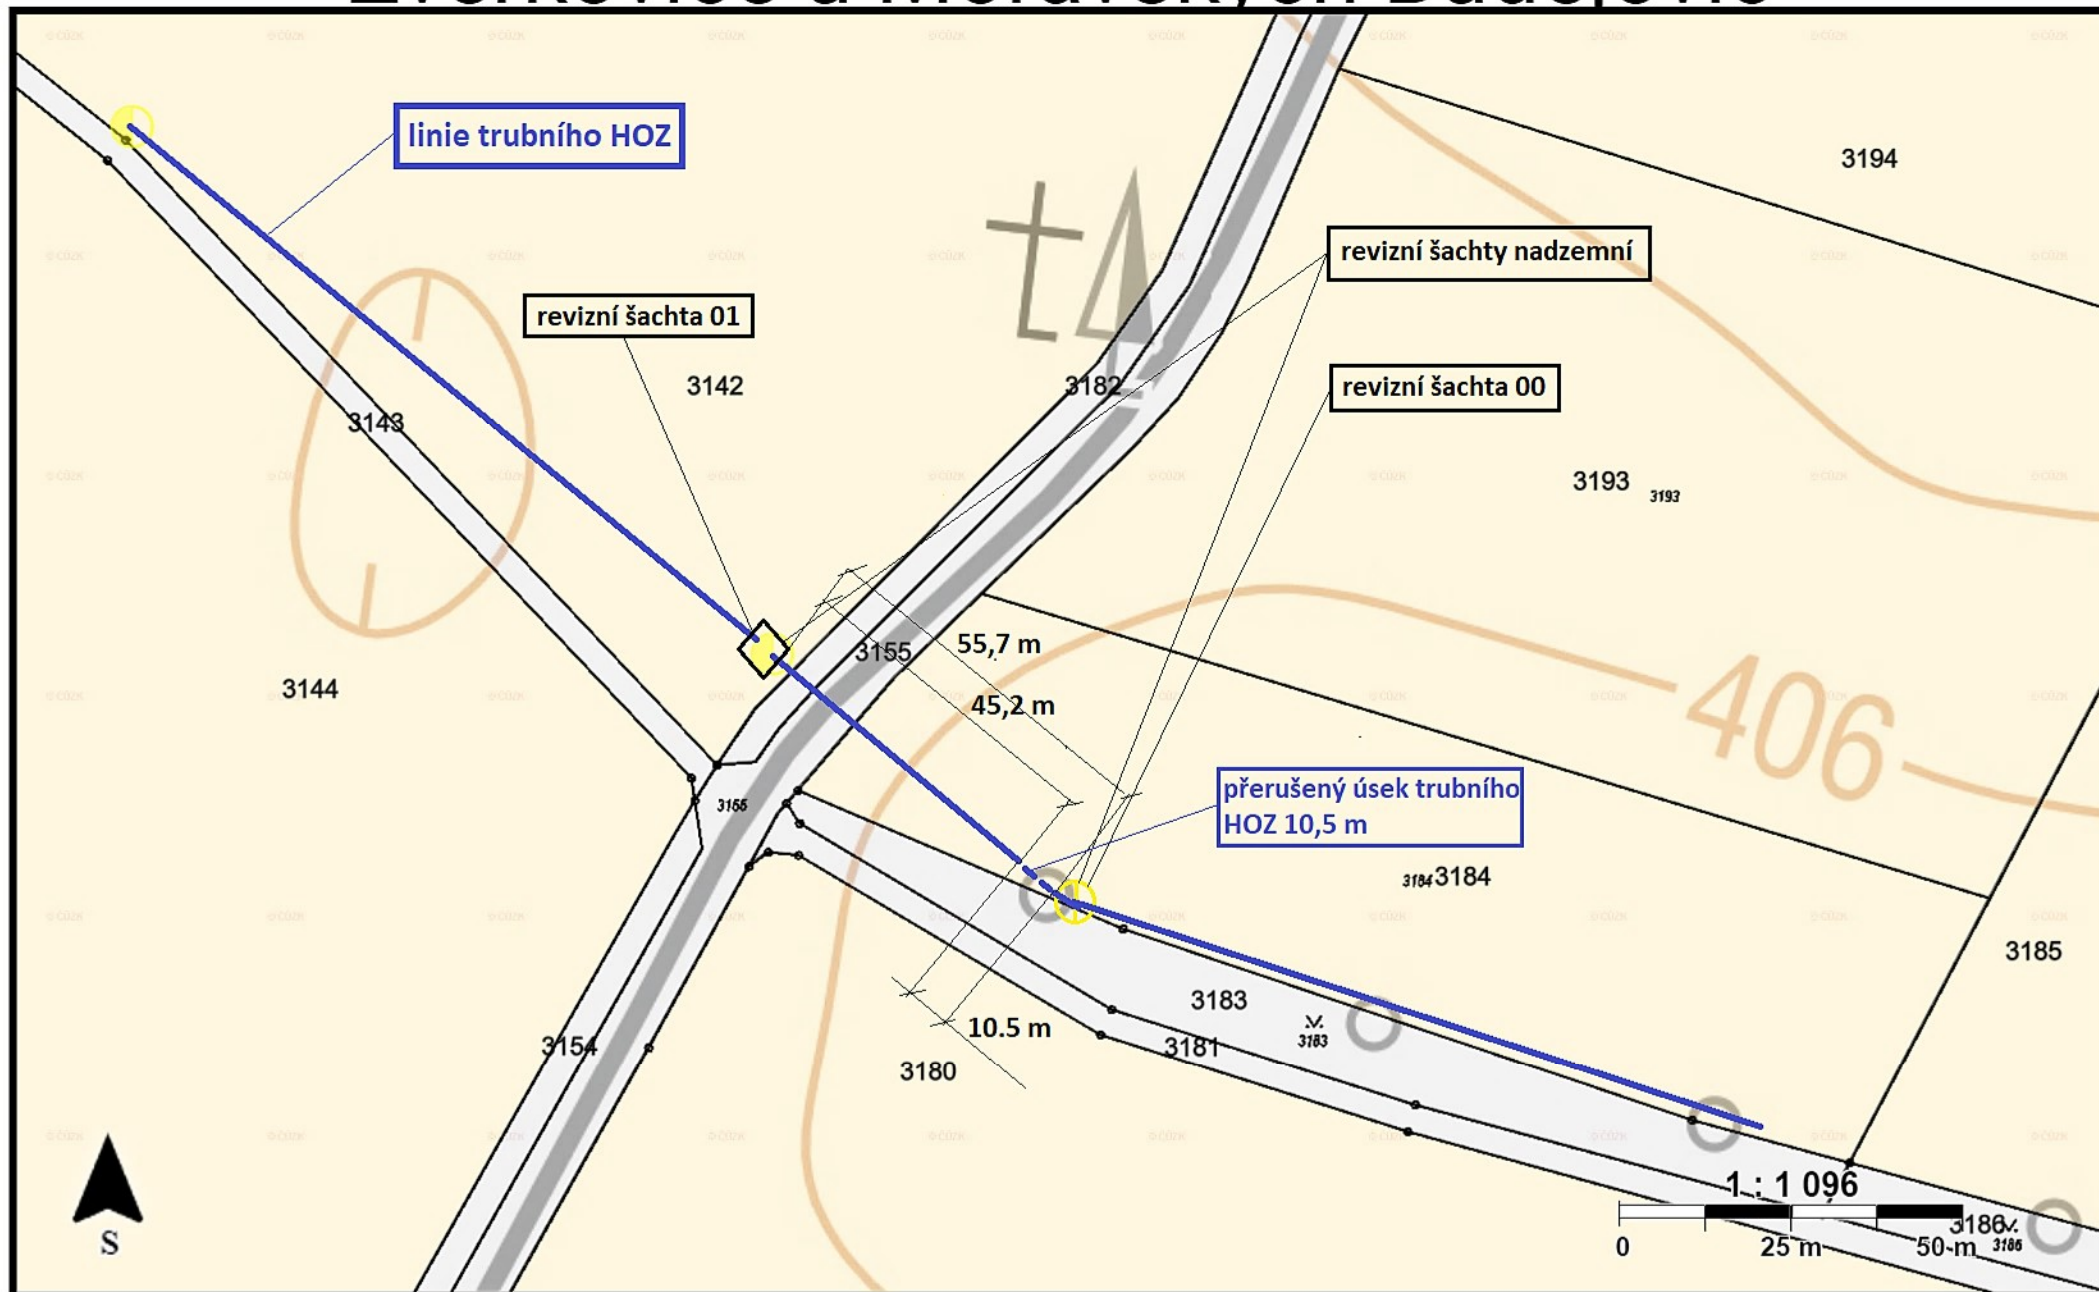 linie trubního HOZ
3194
revizní šachty nadzemní
revizní šachta 01
3142
3182
revizní šachta 00
3143
3193
3193
55,7 m
3155
3144
45,2 m
406
přerušený úsek trubního
HOZ 10,5 m
3155
3184
3184
3185
3183
10.5 m
3183
3154
3181
3180
1 : 1 096
3186
3186
0
25 m
50 m
S